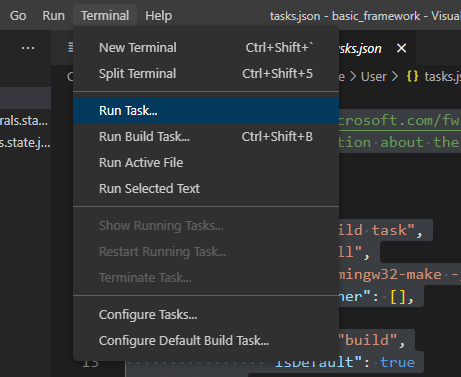 Go Run Terminal Help tasks.json - basic_framework - Visual
New Terminal Ctrl+Shift+`
tasks.json
Split Terminal Ctrl+Shift+5
User > {} tasks.js
Run Task...
crosoft.com/fw
rals.sta...
Run Build Task... Ctrl+Shift+B
tion about the
s.state.j...
Run Active File
Run Selected Text
Show Running Tasks...
ild task",
Restart Running Task...
ll",
Terminate Task...
mingw32-make -j
ner": [],
Configure Tasks...
Configure Default Build Task...
"build",
15 "isDefault": true